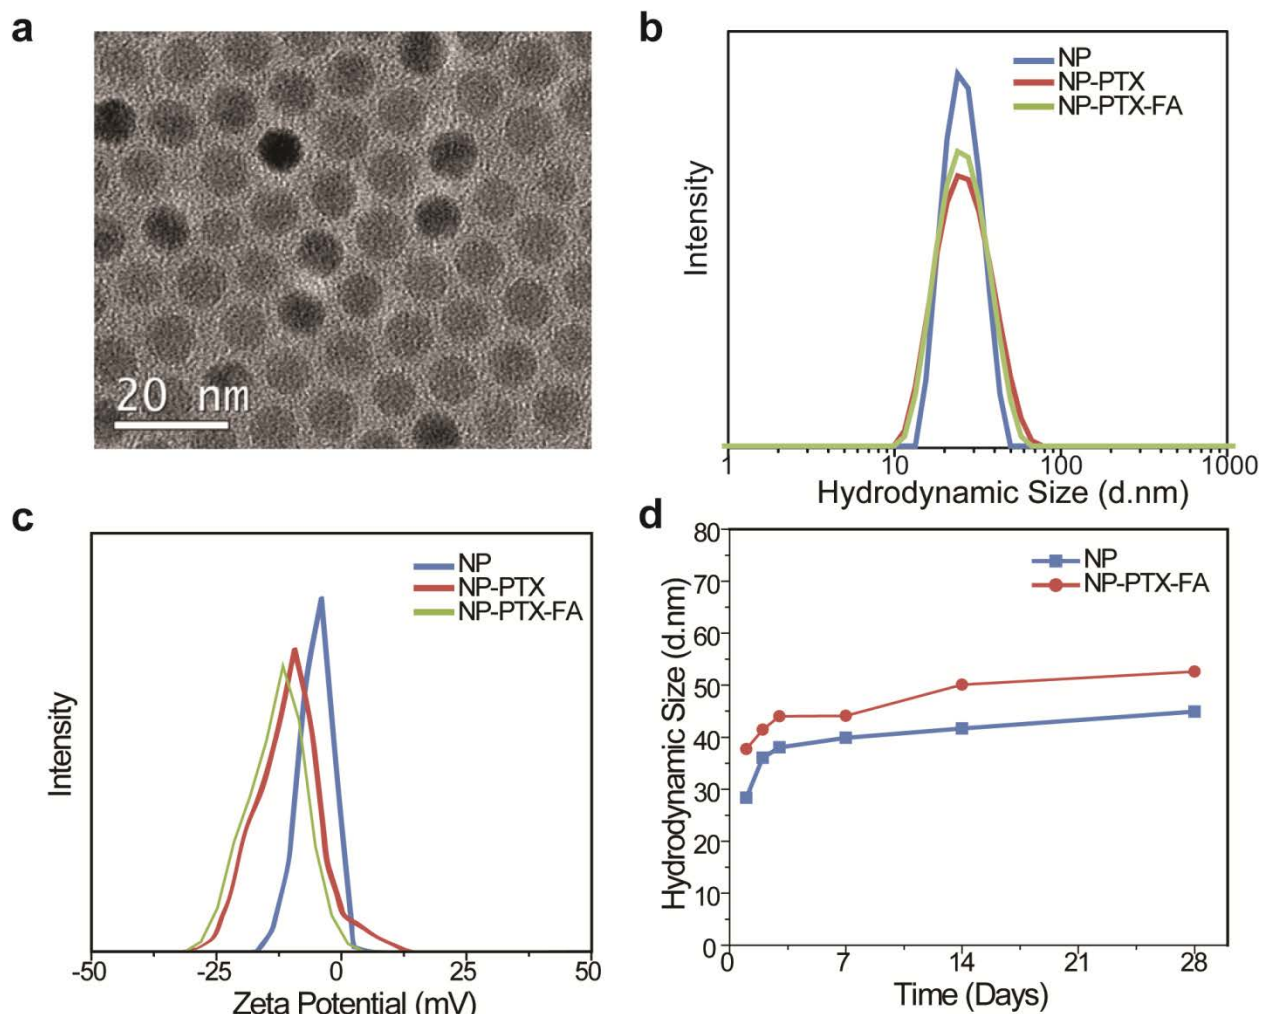 a
20 nm
b
NP
NP-PTX
NP-PTX-FA
Intensity
1 10 100 1000
Hydrodynamic Size (d.nm)
c
NP
NP-PTX
NP-PTX-FA
Intensity
-50 -25 0 25 50
Zeta Potential (mV)
d
NP
NP-PTX-FA
Hydrodynamic Size (d.nm)
80
70
60
50
40
30
20
10
0
0 7 14 21 28
Time (Days)